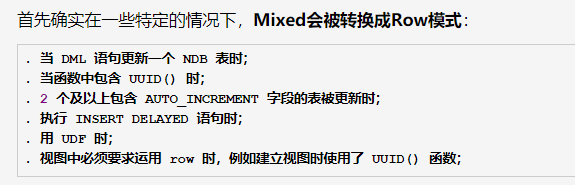 首先确实在一些特定的情况下，Mixed会被转换成Row模式：
. 当 DML 语句更新一个 NDB 表时;
. 当函数中包含 UUID() 时;
. 2 个及以上包含 AUTO_INCREMENT 字段的表被更新时;
. 执行 INSERT DELAYED 语句时;
. 用 UDF 时;
. 视图中必须要求运用 row 时, 例如建立视图时使用了 UUID() 函数;